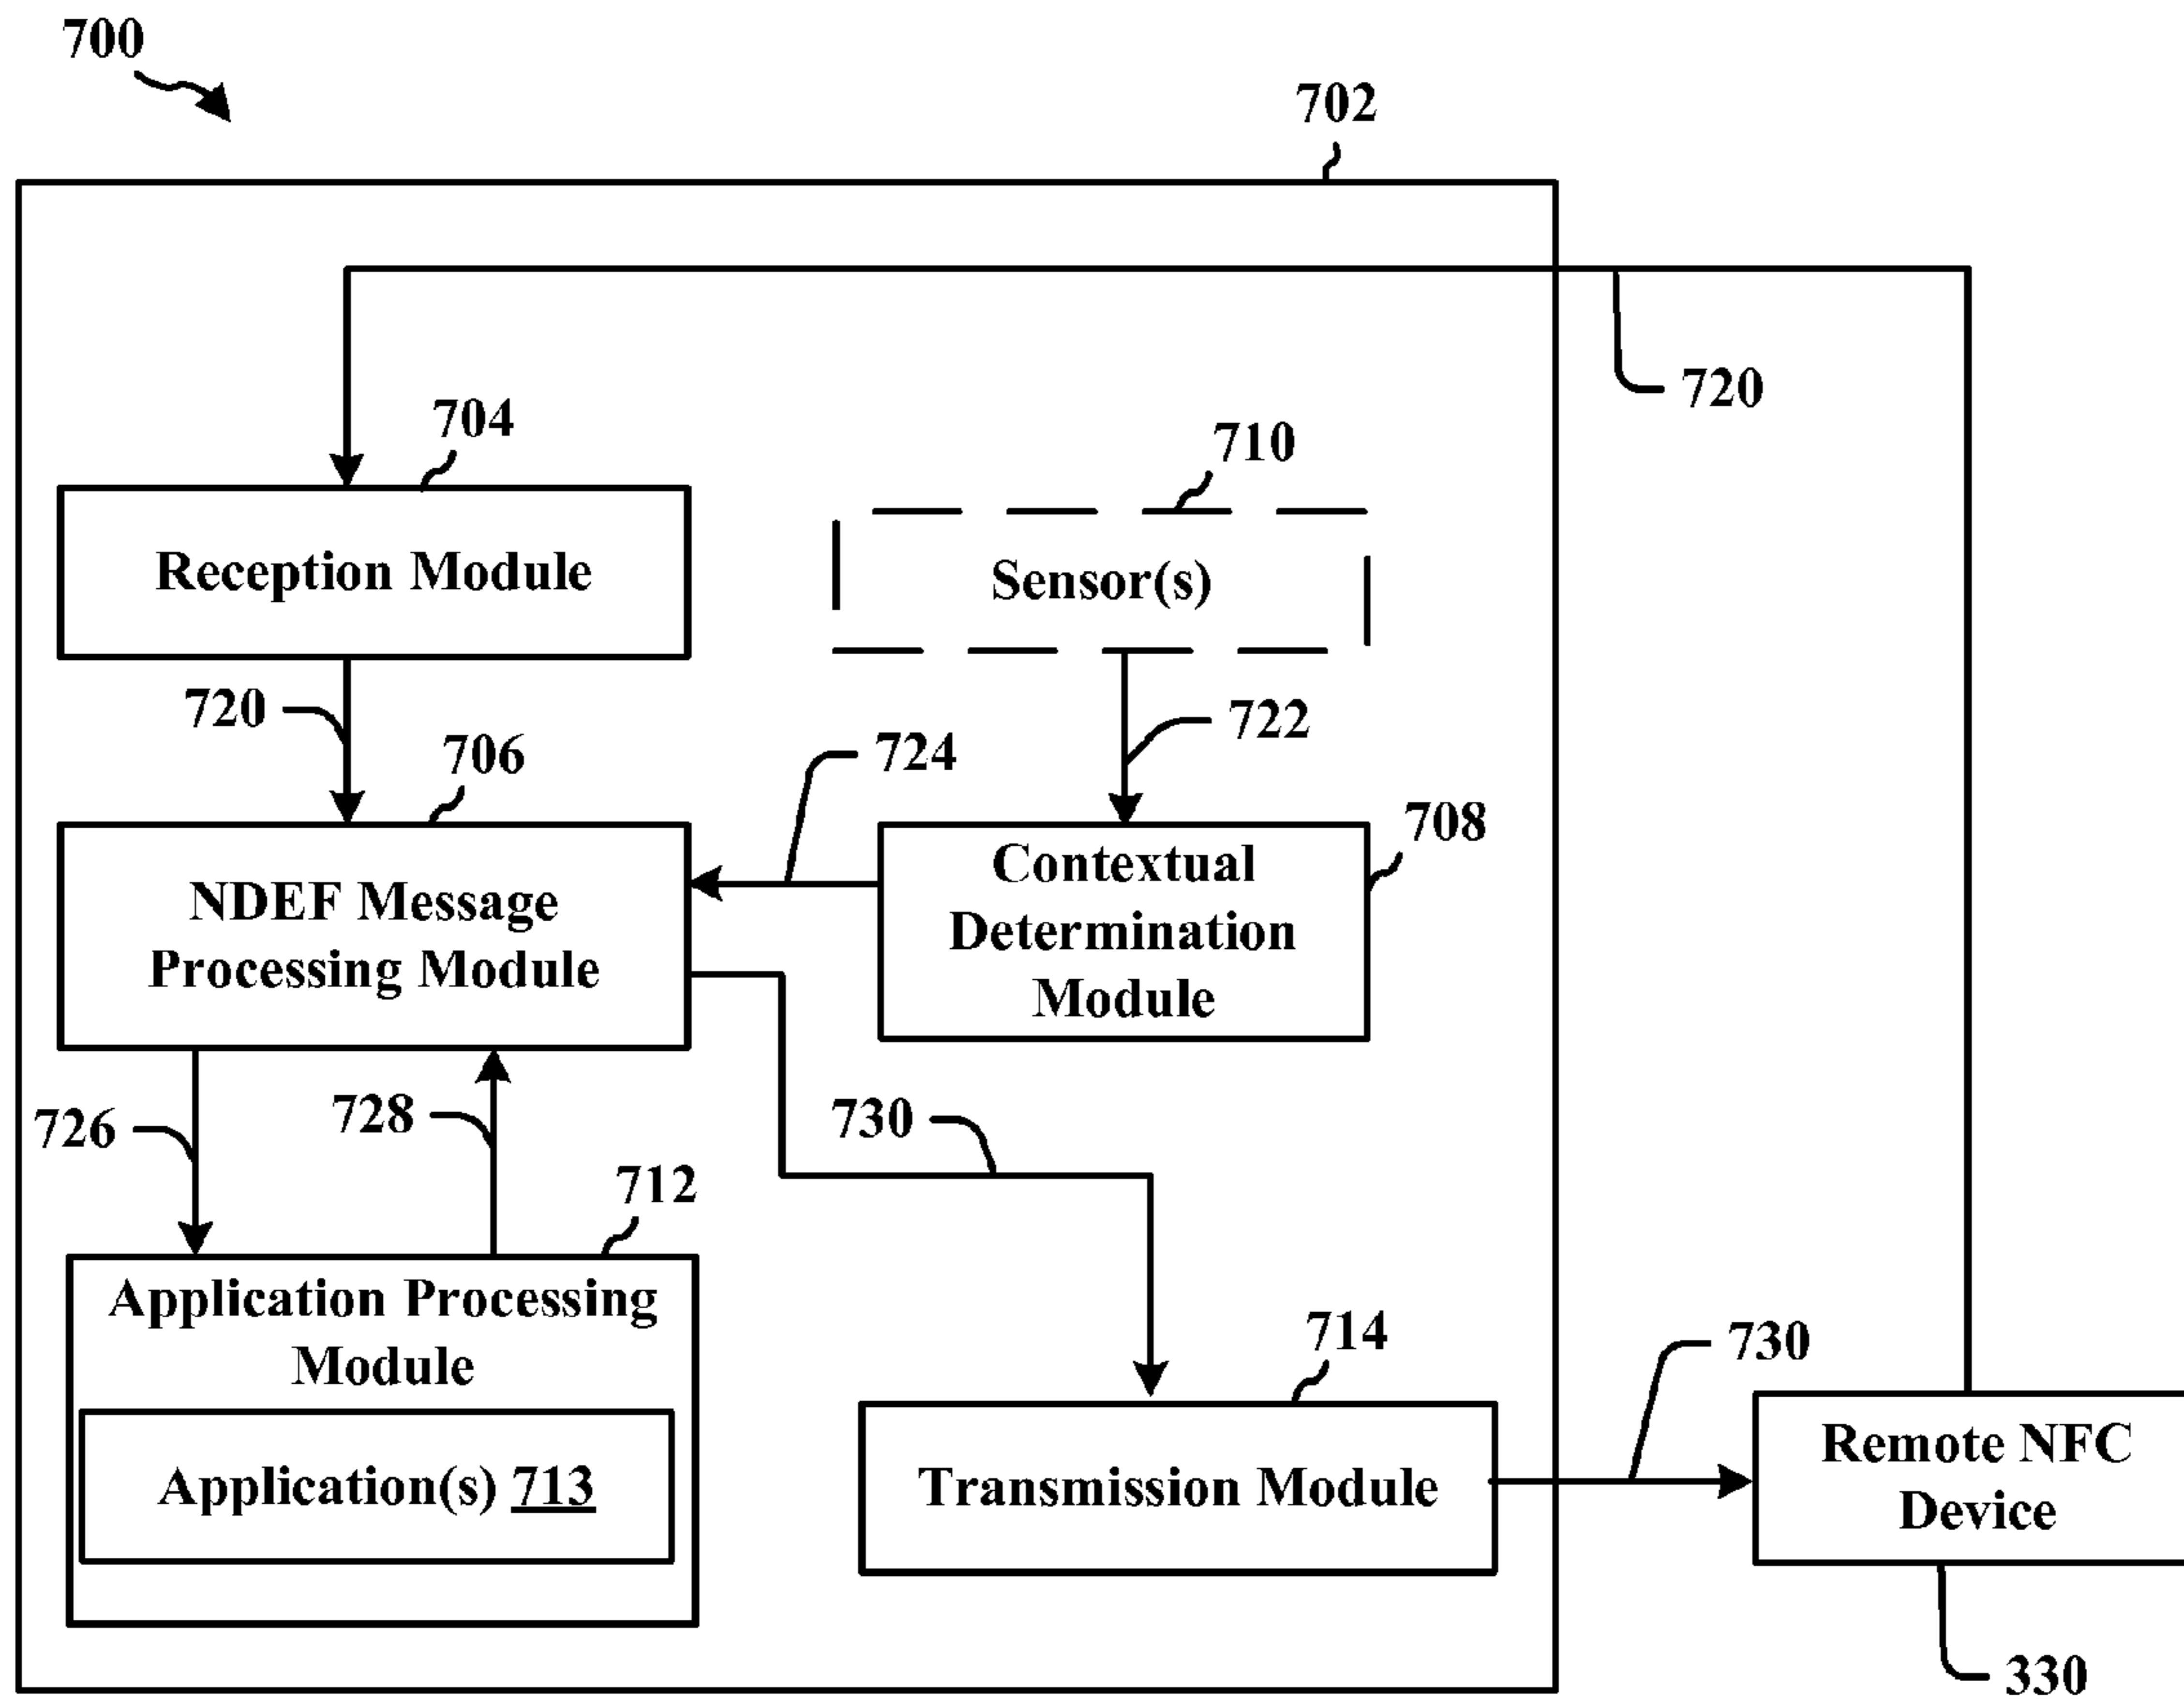 700
702
720
704
710
Reception Module
Sensor(s)
720
722
706
724
708
NDEF Message
Processing Module
Contextual
Determination
Module
726
728
730
712
714
730
Application Processing
Module
Application(s) 713
Transmission Module
Remote NFC
Device
330